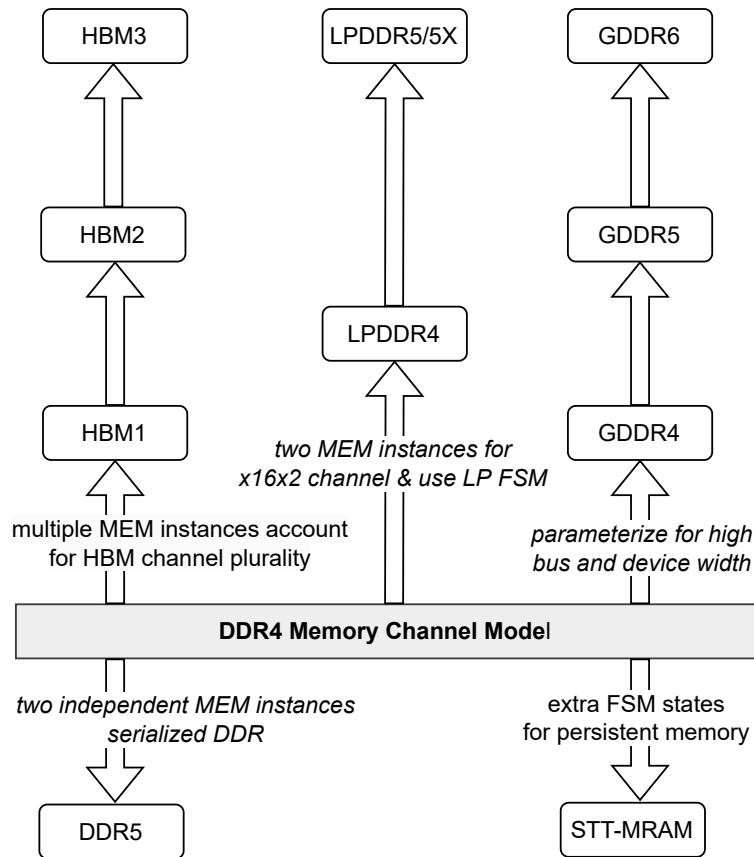 HBM3
LPDDR5/5X
GDDR6
HBM2
GDDR5
LPDDR4
HBM1
GDDR4
two MEM instances for
x16x2 channel & use LP FSM
multiple MEM instances account
for HBM channel plurality
parameterize for high
bus and device width
DDR4 Memory Channel Model
two independent MEM instances
serialized DDR
extra FSM states
for persistent memory
DDR5
STT-MRAM